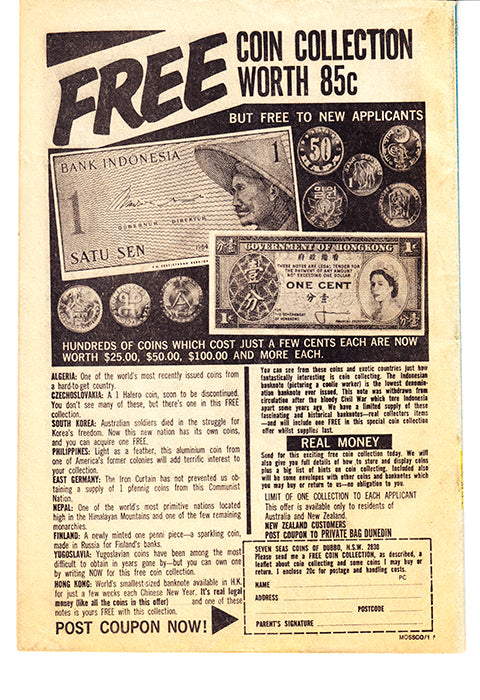 FREE COIN COLLECTION
WORTH 85c
BUT FREE TO NEW APPLICANTS
BANK INDONESIA
1
1
GUBERNUR DIREKTUR
SATU SEN
1964
50
GOVERNMENT OF HONGKONG
THESE NOTES ARE LEGAL TENDER FOR
THE PAYMENT OF ANY AMOUNT
NOT EXCEEDING ONE DOLLAR
ONE CENT
壹分
HUNDREDS OF COINS WHICH COST JUST A FEW CENTS EACH ARE NOW
WORTH $25.00, $50.00, $100.00 AND MORE EACH.
ALGERIA: One of the world's most recently issued coins from
a hard-to-get country.
CZECHOSLOVAKIA: A 1 Halero coin, soon to be discontinued.
You don't see many of these, but there's one in this FREE
collection.
SOUTH KOREA: Australian soldiers died in the struggle for
Korea's freedom. Now this new nation has its own coins,
and you can acquire one FREE.
PHILIPPINES: Light as a feather, this aluminium coin from
one of America's former colonies will add terrific interest to
your collection.
EAST GERMANY: The Iron Curtain has not prevented us ob-
taining a supply of 1 pfennig coins from this Communist
Nation.
NEPAL: One of the world's most primitive nations located
high in the Himalayan Mountains and one of the few remaining
monarchies.
FINLAND: A newly minted one penni piece—a sparkling coin,
made in Russia for Finland's banks.
YUGOSLAVIA: Yugoslavian coins have been among the most
difficult to obtain in years gone by—but you can own one
by writing NOW for this free coin collection.
HONG KONG: World's smallest-sized banknote available in H.K.
for just a few weeks each Chinese New Year. It's real legal
money (like all the coins in this offer) and one of these
notes is yours FREE with this collection.
POST COUPON NOW!
You can see from these coins and exotic countries just how
fantastically interesting is coin collecting. The Indonesian
banknote (picturing a coolie worker) is the lowest denomin-
ation banknote ever issued. This note was withdrawn from
circulation after the bloody Civil War which tore Indonesia
apart some years ago. We have a limited supply of these
fascinating and historical banknotes—real collectors items
—and will include one FREE in this special coin collection
offer whilst supplies last.
REAL MONEY
Send for this exciting free coin collection today. We will
also give you full details of how to store and display coins
plus a big list of hints on coin collecting. Included also
will be some envelopes with other coins and banknotes which
you may buy or return to us—no obligation to you.
LIMIT OF ONE COLLECTION TO EACH APPLICANT
This offer is available only to residents of
Australia and New Zealand.
NEW ZEALAND CUSTOMERS
POST COUPON TO PRIVATE BAG DUNEDIN
SEVEN SEAS COINS OF DUBBO, N.S.W. 2830
Please send me a FREE COIN COLLECTION, as described, a
leaflet about coin collecting and some coins I may buy or
return. I enclose 20c for postage and handling costs.
PC
NAME
ADDRESS
POSTCODE
PARENT'S SIGNATURE
MOSSCO/1